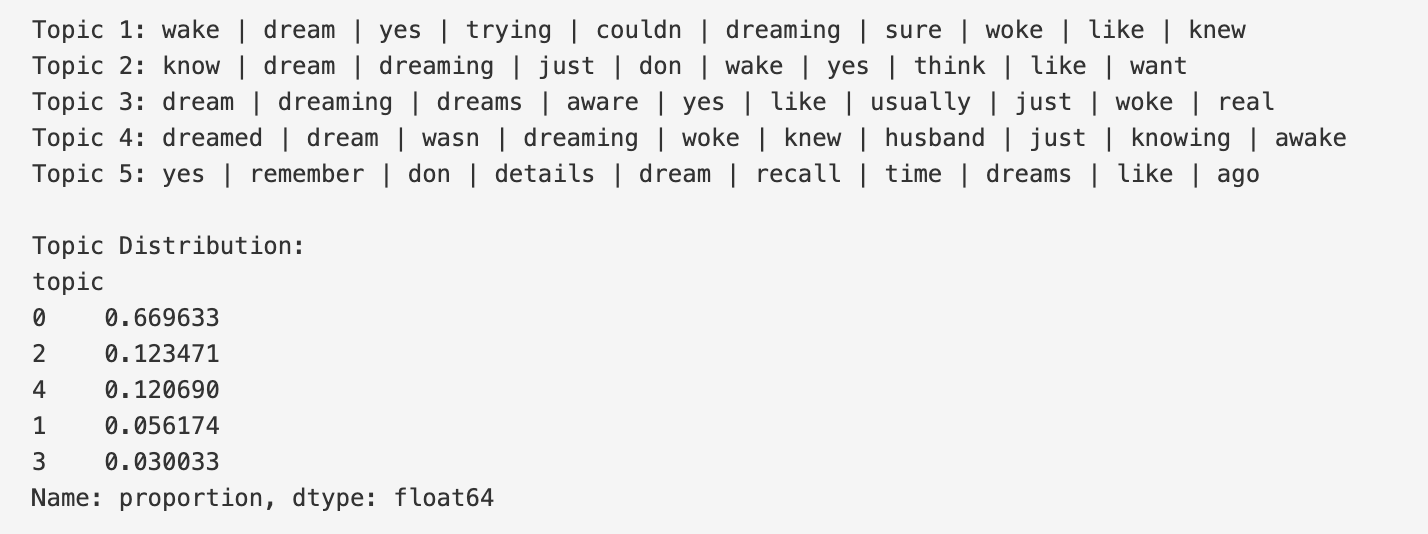 Topic 1: wake | dream | yes | trying | couldn | dreaming | sure | woke | like | knew
Topic 2: know | dream | dreaming | just | don | wake | yes | think | like | want
Topic 3: dream | dreaming | dreams | aware | yes | like | usually | just | woke | real
Topic 4: dreamed | dream | wasn | dreaming | woke | knew | husband | just | knowing | awake
Topic 5: yes | remember | don | details | dream | recall | time | dreams | like | ago
Topic Distribution:
topic
0    0.669633
2    0.123471
4    0.120690
1    0.056174
3    0.030033
Name: proportion, dtype: float64